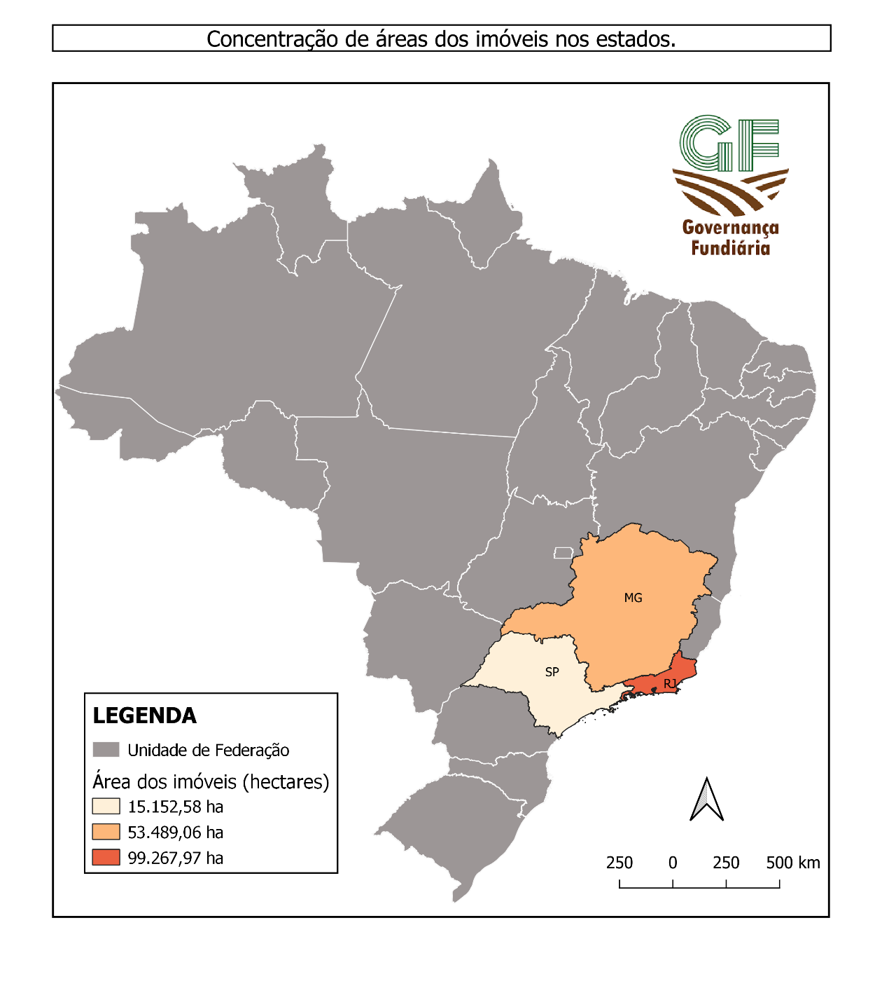 Concentração de áreas dos imóveis nos estados.
GF
Governança
Fundiária
MG
SP
RJ
LEGENDA
Unidade de Federação
Área dos imóveis (hectares)
15.152,58 ha
53.489,06 ha
99.267,97 ha
250 0 250 500 km